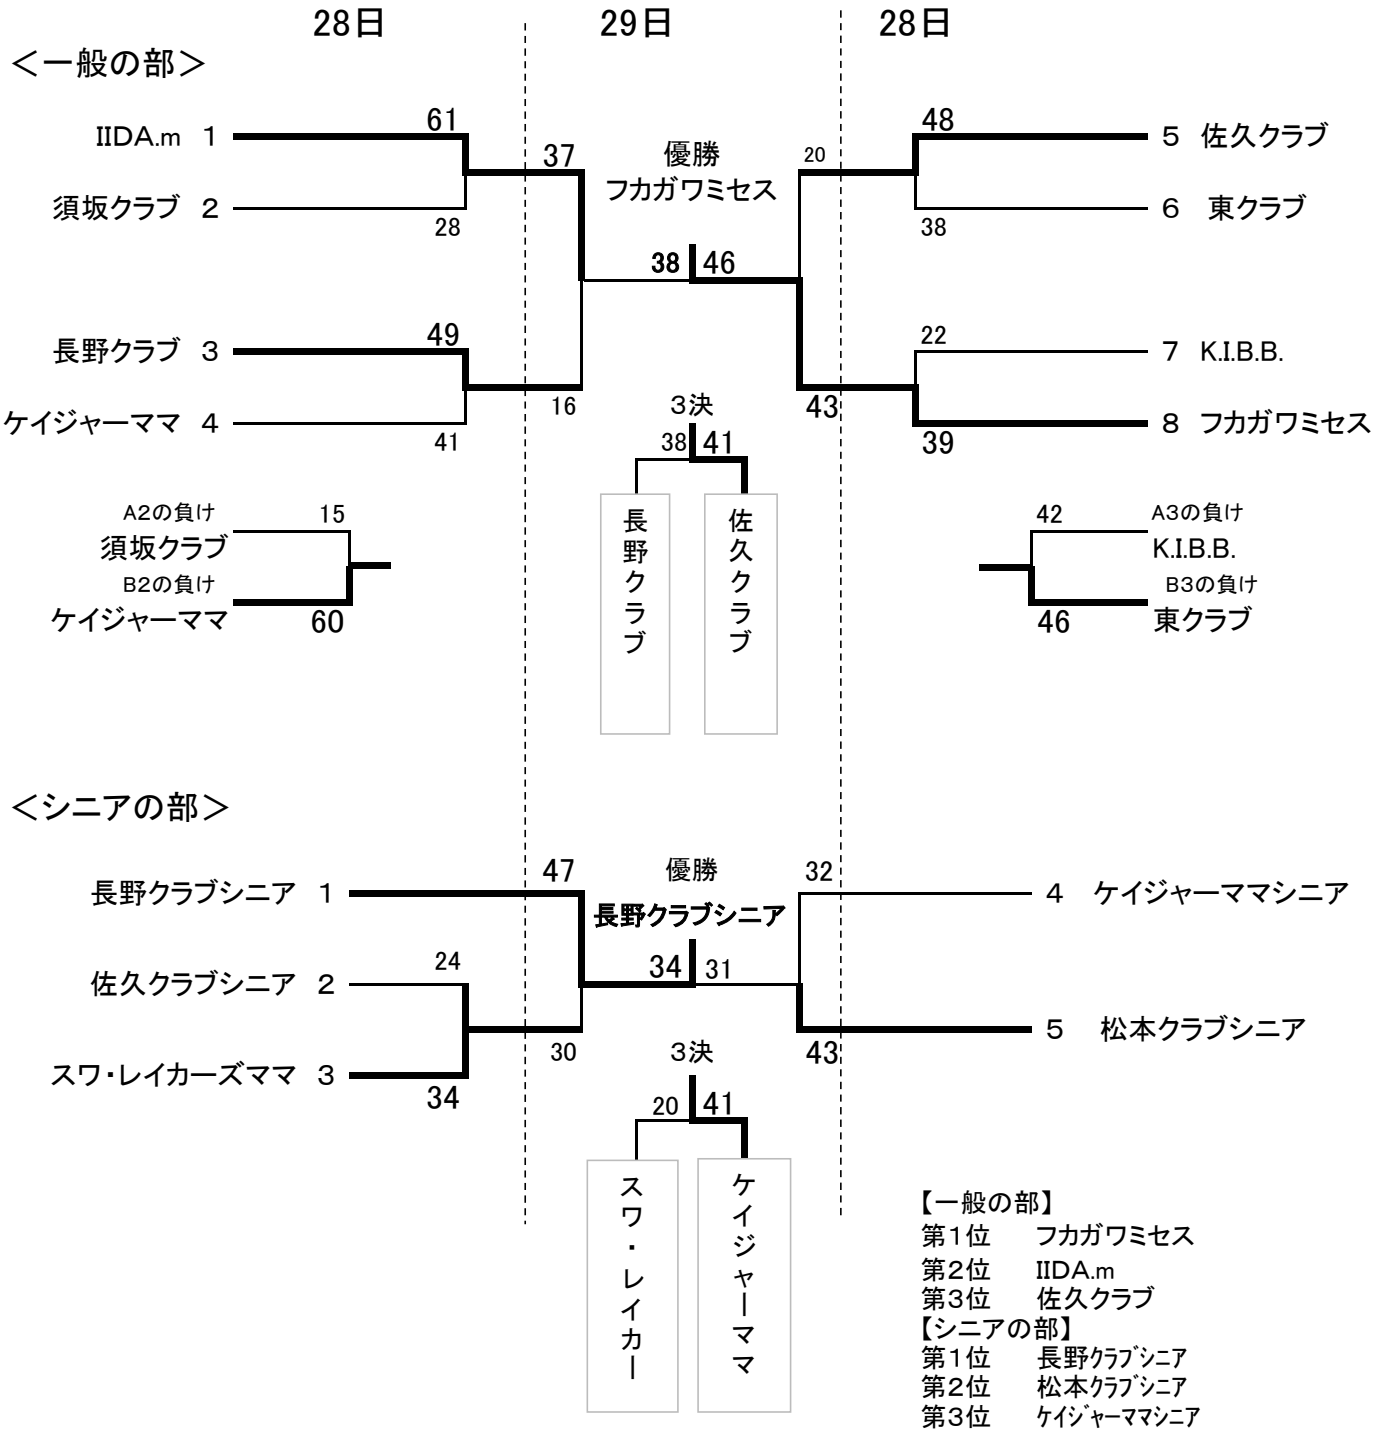 28日 29日 28日
＜一般の部＞
IIDA.m 1 61 48 5 佐久クラブ
37 優勝 20
フカガワミセス
須坂クラブ 2 28 38 6 東クラブ
38 46
長野クラブ 3 49 22 7 K.I.B.B.
16 3決 43
ケイジャーママ 4 41 38 41 39 8 フカガワミセス
A2の負け 15 42 A3の負け
須坂クラブ K.I.B.B.
B2の負け B3の負け
ケイジャーママ 60 46 東クラブ
長野クラブ
佐久クラブ
＜シニアの部＞
47 優勝 32
長野クラブシニア 1 4 ケイジャーママシニア
長野クラブシニア
24 34 31
佐久クラブシニア 2
30 3決 43 5 松本クラブシニア
スワ・レイカーズママ 3 34
20 41
スワ・レイカー
ケイジャーママ
【一般の部】
第1位 フカガワミセス
第2位 IIDA.m
第3位 佐久クラブ
【シニアの部】
第1位 長野ｸﾗﾌﾞｼﾆｱ
第2位 松本ｸﾗﾌﾞｼﾆｱ
第3位 ｹｲｼﾞｬｰﾏﾏｼﾆｱ